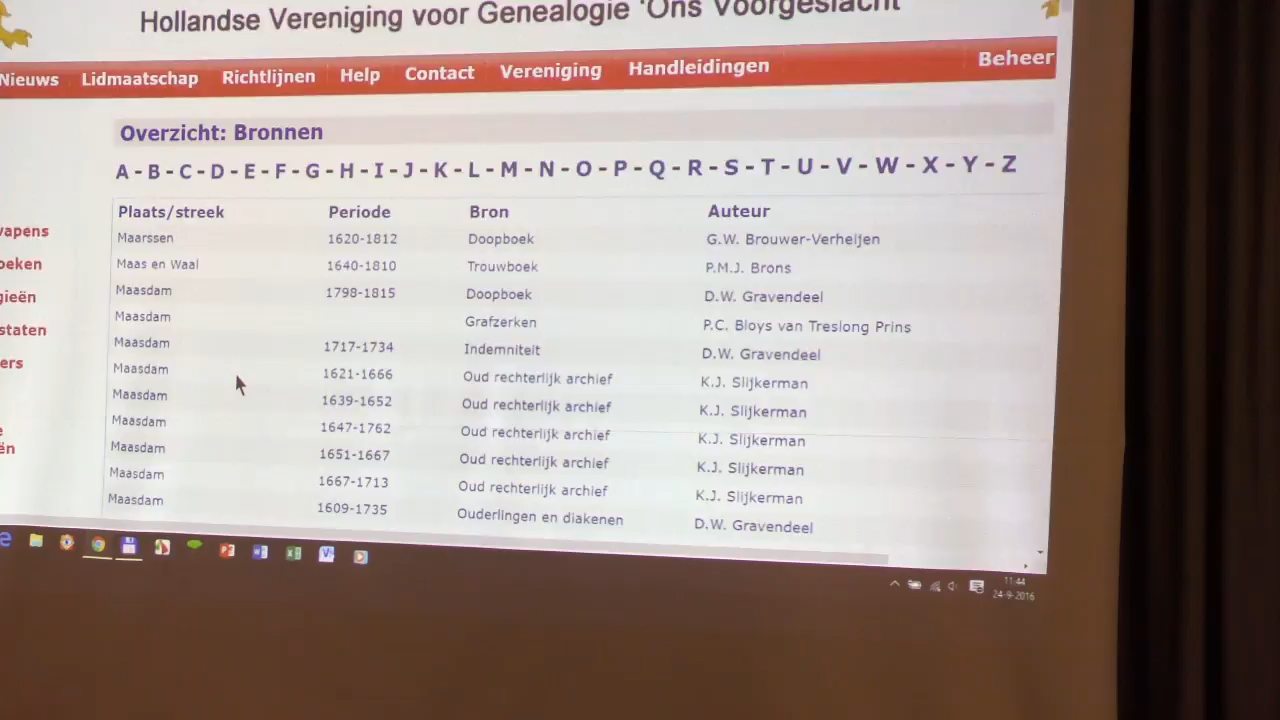 Hollandse Vereniging voor Genealogie 'Ons Voorgeslacht
Nieuws Lidmaatschap Richtlijnen Help Contact Vereniging Handleidingen Beheer
Overzicht: Bronnen
A - B - C - D - E - F - G - H - I - J - K - L - M - N - O - P - Q - R - S - T - U - V - W - X - Y - Z
Plaats/streek Periode Bron Auteur
Maarssen 1620-1812 Doopboek G.W. Brouwer-Verheijen
Maas en Waal 1640-1810 Trouwboek P.M.J. Brons
Maasdam 1798-1815 Doopboek D.W. Gravendeel
Maasdam Grafzerken P.C. Bloys van Treslong Prins
Maasdam 1717-1734 Indemniteit D.W. Gravendeel
Maasdam 1621-1666 Oud rechterlijk archief K.J. Slijkerman
Maasdam 1639-1652 Oud rechterlijk archief K.J. Slijkerman
Maasdam 1647-1762 Oud rechterlijk archief K.J. Slijkerman
Maasdam 1651-1667 Oud rechterlijk archief K.J. Slijkerman
Maasdam 1667-1713 Oud rechterlijk archief K.J. Slijkerman
Maasdam 1609-1735 Ouderlingen en diakenen D.W. Gravendeel
vapens
oeken
gieën
staten
ers
e
ën
11:44
24-9-2016